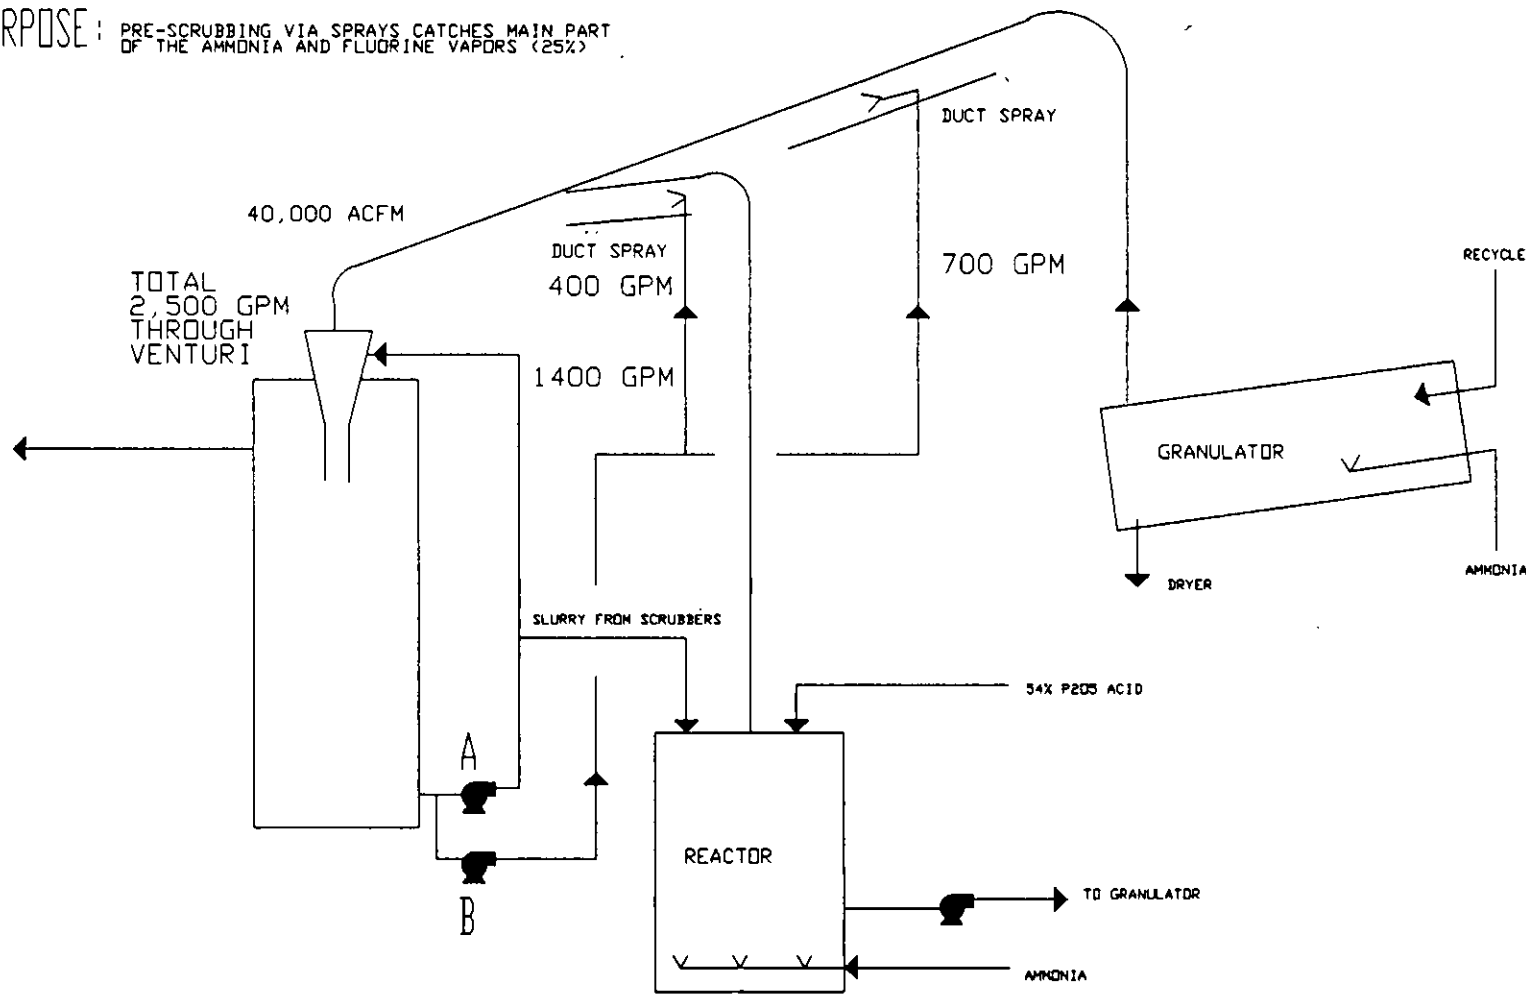 RPOSE: PRE-SCRUBBING VIA SPRAYS CATCHES MAIN PART
OF THE AMMONIA AND FLUORINE VAPORS (25%)
DUCT SPRAY
40,000 ACFM
DUCT SPRAY
400 GPM
700 GPM
RECYCLE
TOTAL
2,500 GPM
THROUGH
VENTURI
1400 GPM
GRANULATOR
AMMONIA
DRYER
SLURRY FROM SCRUBBERS
54% P2O5 ACID
A
REACTOR
B
TO GRANULATOR
AMMONIA